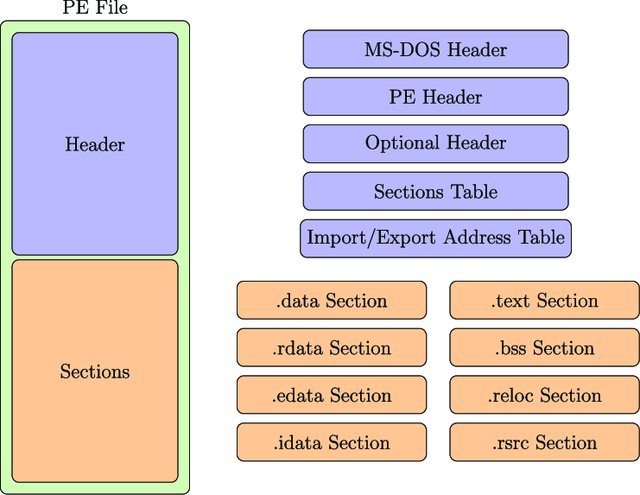 PE File
Header
Sections
MS-DOS Header
PE Header
Optional Header
Sections Table
Import/Export Address Table
.data Section
.text Section
.rdata Section
.bss Section
.edata Section
.reloc Section
.idata Section
.rsrc Section